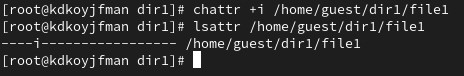 [root@kdkoyjfman dir1]# chattr +i /home/guest/dir1/file1
[root@kdkoyjfman dir1]# lsattr /home/guest/dir1/file1
----i----------------- /home/guest/dir1/file1
[root@kdkoyjfman dir1]#